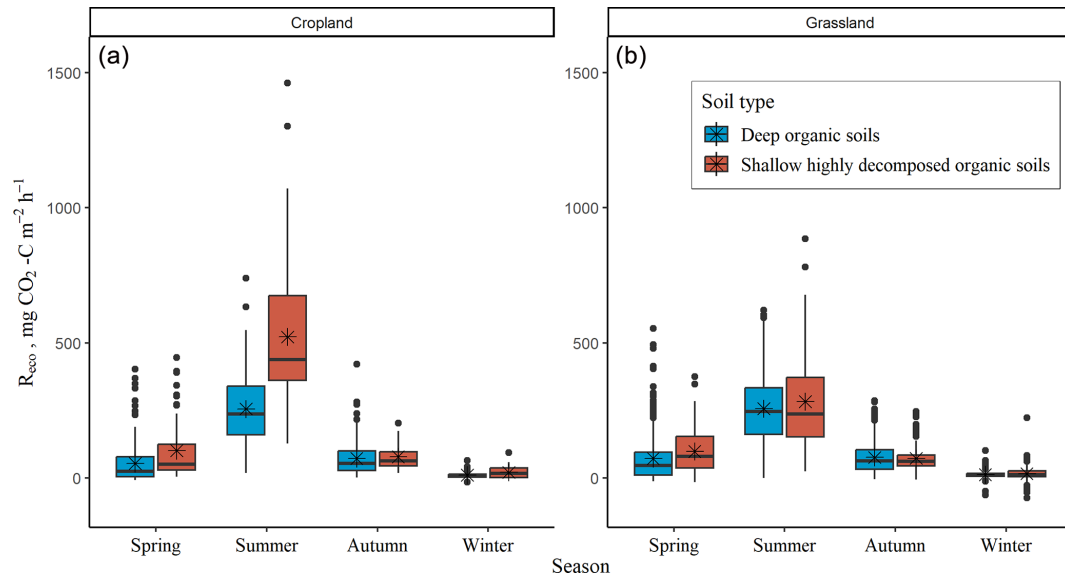 Cropland
Grassland
(a)
(b)
1500
1000
500
0
1500
1000
500
0
Soil type
Deep organic soils
Shallow highly decomposed organic soils
R_eco , mg CO₂ -C m⁻² h⁻¹
Spring Summer Autumn Winter
Spring Summer Autumn Winter
Season